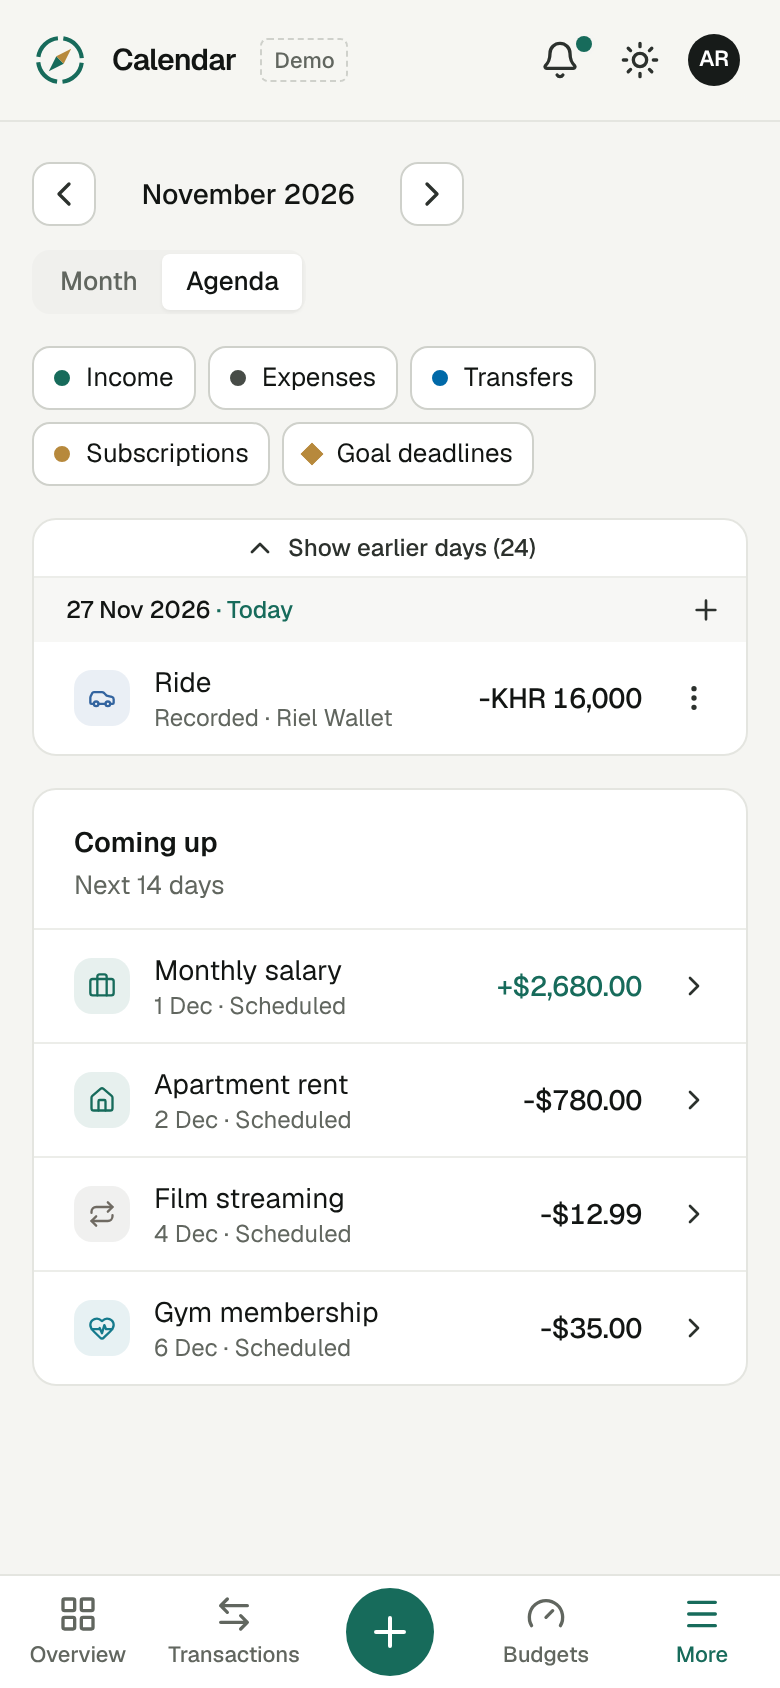 Calendar
Demo
AR
November 2026
Month
Agenda
Income
Expenses
Transfers
Subscriptions
Goal deadlines
Show earlier days (24)
27 Nov 2026 · Today
Ride
-KHR 16,000
Recorded · Riel Wallet
Coming up
Next 14 days
Monthly salary
+$2,680.00
1 Dec · Scheduled
Apartment rent
-$780.00
2 Dec · Scheduled
Film streaming
-$12.99
4 Dec · Scheduled
Gym membership
-$35.00
6 Dec · Scheduled
Overview
Transactions
Budgets
More